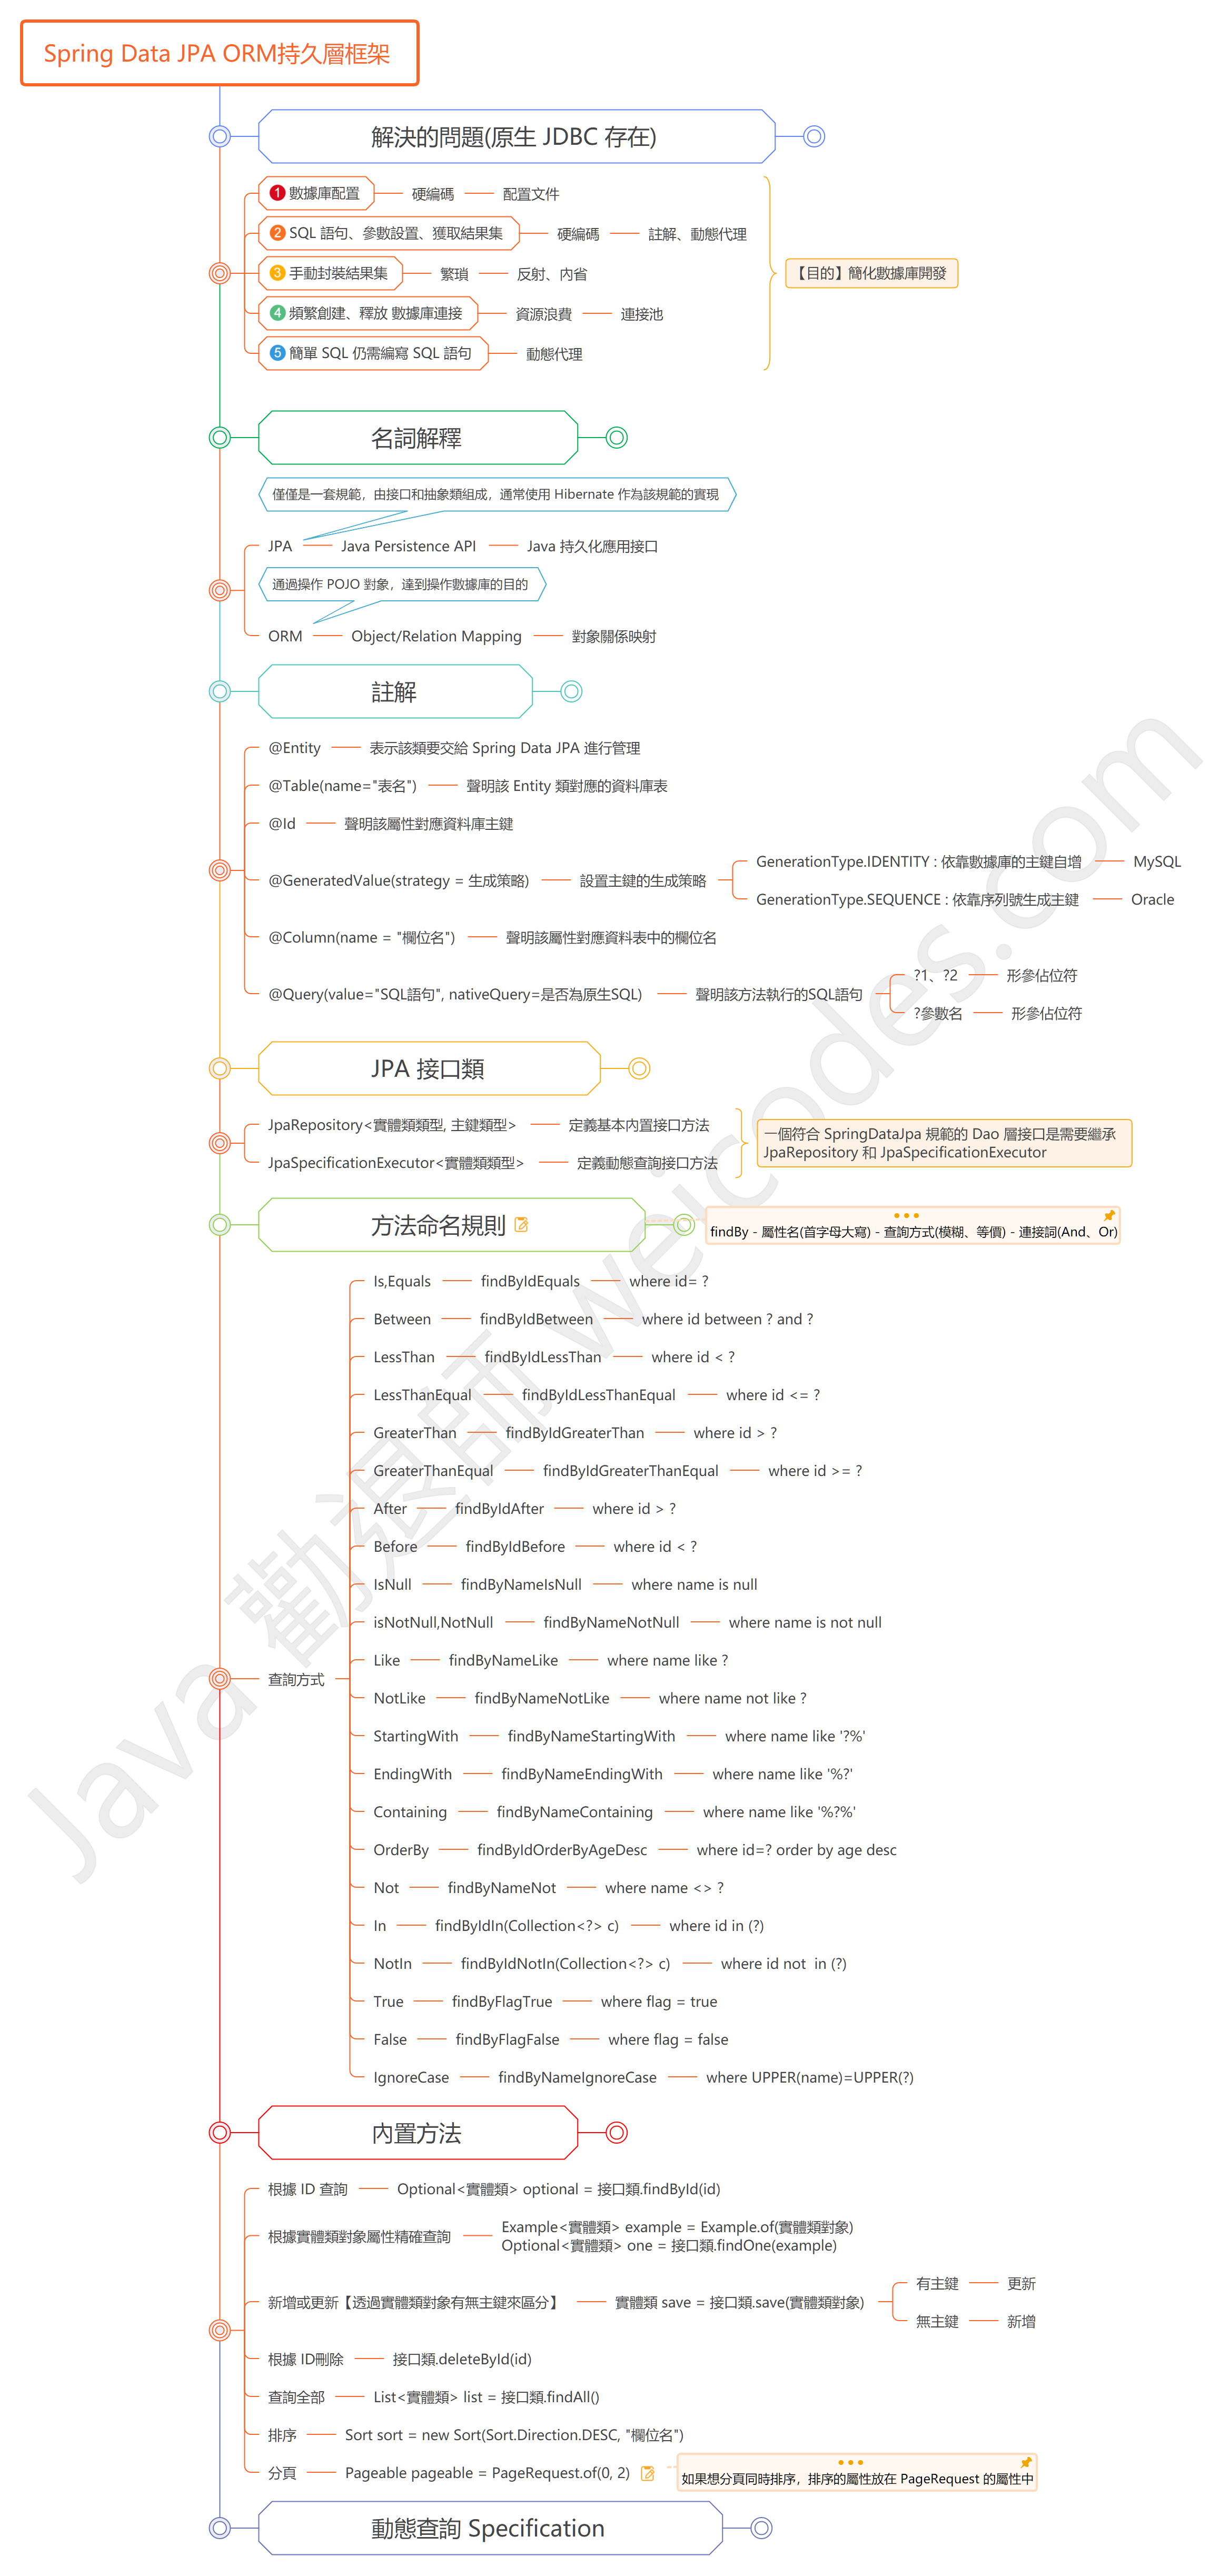 Spring Data JPA ORM持久層框架
解決的問題(原生 JDBC 存在)
1 數據庫配置 硬編碼 配置文件
2 SQL 語句、參數設置、獲取結果集 硬編碼 註解、動態代理
3 手動封裝結果集 繁瑣 反射、內省
4 頻繁創建、釋放 數據庫連接 資源浪費 連接池
5 簡單 SQL 仍需編寫 SQL 語句 動態代理
【目的】簡化數據庫開發
名詞解釋
僅僅是一套規範，由接口和抽象類組成，通常使用 Hibernate 作為該規範的實現
JPA Java Persistence API Java 持久化應用接口
通過操作 POJO 對象，達到操作數據庫的目的
ORM Object/Relation Mapping 對象關係映射
註解
@Entity 表示該類要交給 Spring Data JPA 進行管理
@Table(name="表名") 聲明該 Entity 類對應的資料庫表
@Id 聲明該屬性對應資料庫主鍵
@GeneratedValue(strategy = 生成策略) 設置主鍵的生成策略
GenerationType.IDENTITY : 依靠數據庫的主鍵自增 MySQL
GenerationType.SEQUENCE : 依靠序列號生成主鍵 Oracle
@Column(name = "欄位名") 聲明該屬性對應資料表中的欄位名
@Query(value="SQL語句", nativeQuery=是否為原生SQL) 聲明該方法執行的SQL語句
?1、?2 形參佔位符
?參數名 形參佔位符
JPA 接口類
JpaRepository<實體類類型, 主鍵類型> 定義基本內置接口方法
JpaSpecificationExecutor<實體類類型> 定義動態查詢接口方法
一個符合 SpringDataJpa 規範的 Dao 層接口是需要繼承
JpaRepository 和 JpaSpecificationExecutor
方法命名規則
findBy - 屬性名(首字母大寫) - 查詢方式(模糊、等價) - 連接詞(And、Or)
查詢方式
Is,Equals findByIdEquals where id= ?
Between findByIdBetween where id between ? and ?
LessThan findByIdLessThan where id < ?
LessThanEqual findByIdLessThanEqual where id <= ?
GreaterThan findByIdGreaterThan where id > ?
GreaterThanEqual findByIdGreaterThanEqual where id >= ?
After findByIdAfter where id > ?
Before findByIdBefore where id < ?
IsNull findByNameIsNull where name is null
isNotNull,NotNull findByNameNotNull where name is not null
Like findByNameLike where name like ?
NotLike findByNameNotLike where name not like ?
StartingWith findByNameStartingWith where name like '?%'
EndingWith findByNameEndingWith where name like '%?'
Containing findByNameContaining where name like '%?%'
OrderBy findByIdOrderByAgeDesc where id=? order by age desc
Not findByNameNot where name <> ?
In findByIdIn(Collection<?> c) where id in (?)
NotIn findByIdNotIn(Collection<?> c) where id not  in (?)
True findByFlagTrue where flag = true
False findByFlagFalse where flag = false
IgnoreCase findByNameIgnoreCase where UPPER(name)=UPPER(?)
內置方法
根據 ID 查詢 Optional<實體類> optional = 接口類.findById(id)
根據實體類對象屬性精確查詢
Example<實體類> example = Example.of(實體類對象)
Optional<實體類> one = 接口類.findOne(example)
新增或更新【透過實體類對象有無主鍵來區分】 實體類 save = 接口類.save(實體類對象)
有主鍵 更新
無主鍵 新增
根據 ID刪除 接口類.deleteById(id)
查詢全部 List<實體類> list = 接口類.findAll()
排序 Sort sort = new Sort(Sort.Direction.DESC, "欄位名")
分頁 Pageable pageable = PageRequest.of(0, 2)
如果想分頁同時排序，排序的屬性放在 PageRequest 的屬性中
動態查詢 Specification
Java 勸退師 weicodes.com